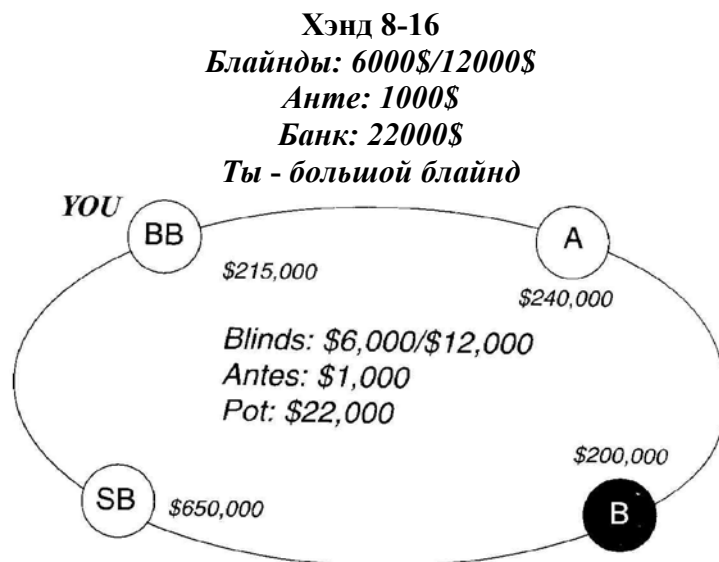 Хэнд 8-16
Блайнды: 6000$/12000$
Анте: 1000$
Банк: 22000$
Ты - большой блайнд
YOU
BB
A
$215,000
$240,000
Blinds: $6,000/$12,000
Antes: $1,000
Pot: $22,000
$200,000
SB
$650,000
B